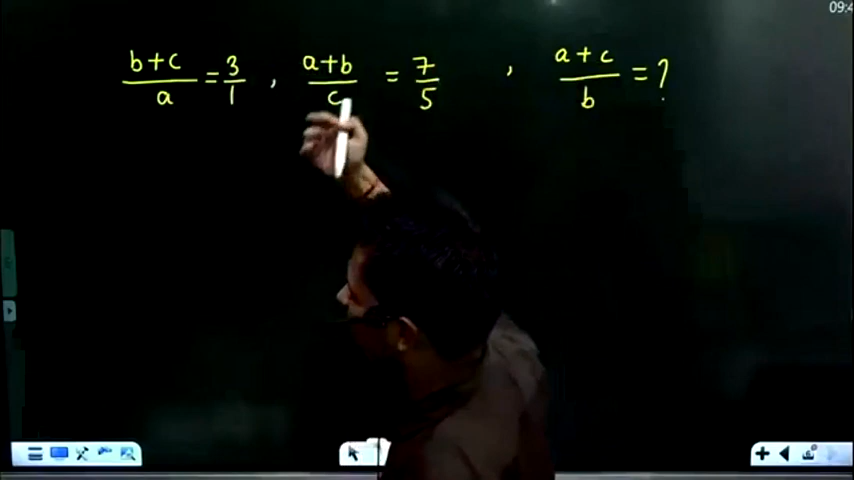 (b+c)/a = 3/1 , (a+b)/c = 7/5 , (a+c)/b = ?